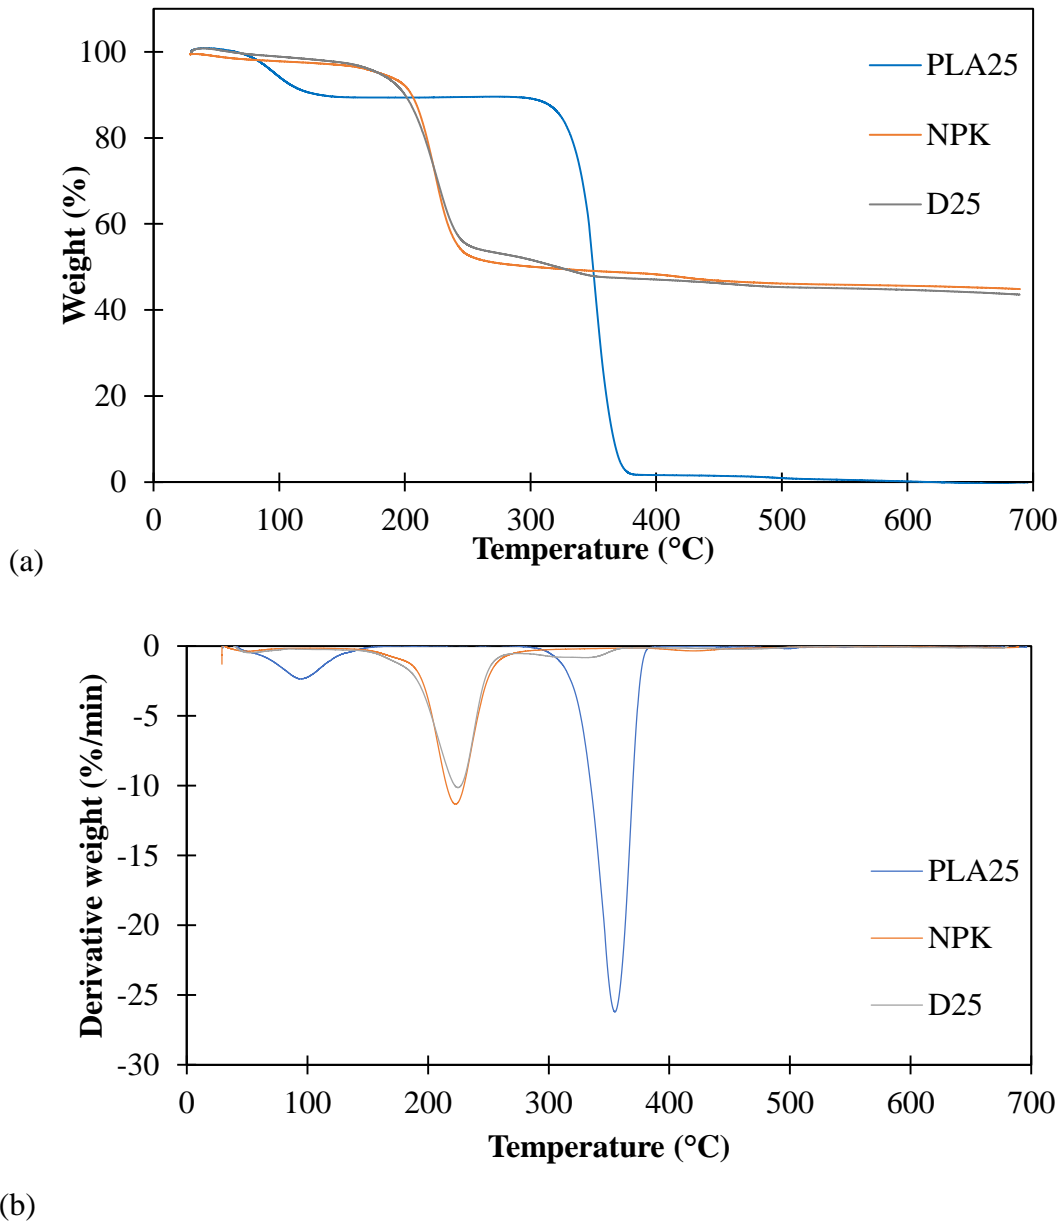 100
80
60
40
20
0
Weight (%)
PLA25
NPK
D25
0 100 200 300 400 500 600 700
Temperature (°C)
(a)
0
-5
-10
-15
-20
-25
-30
Derivative weight (%/min)
PLA25
NPK
D25
0 100 200 300 400 500 600 700
Temperature (°C)
(b)